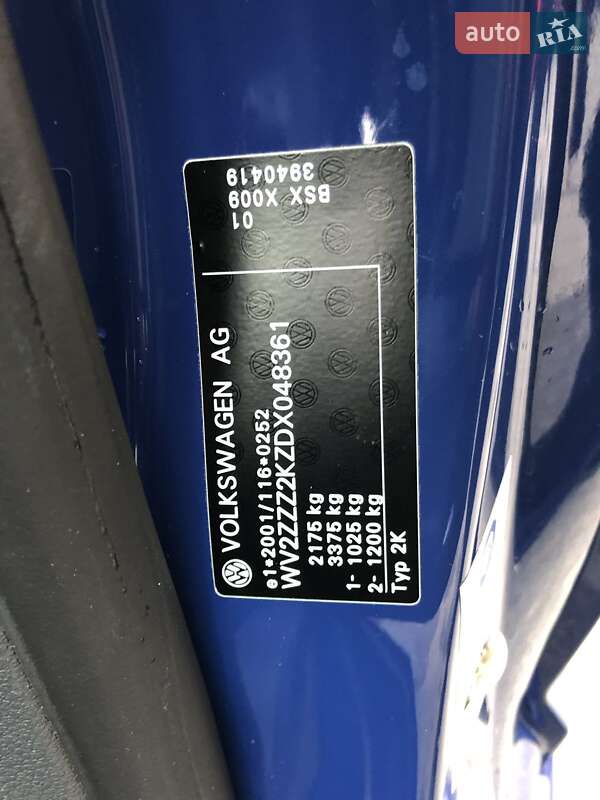 auto RIA .com
VOLKSWAGEN AG
e1*2001/116*0252
WV2ZZZ2KZDX048361
2175 kg
3375 kg
1- 1025 kg
2- 1200 kg
Typ 2K
01
BSX X009
3940419